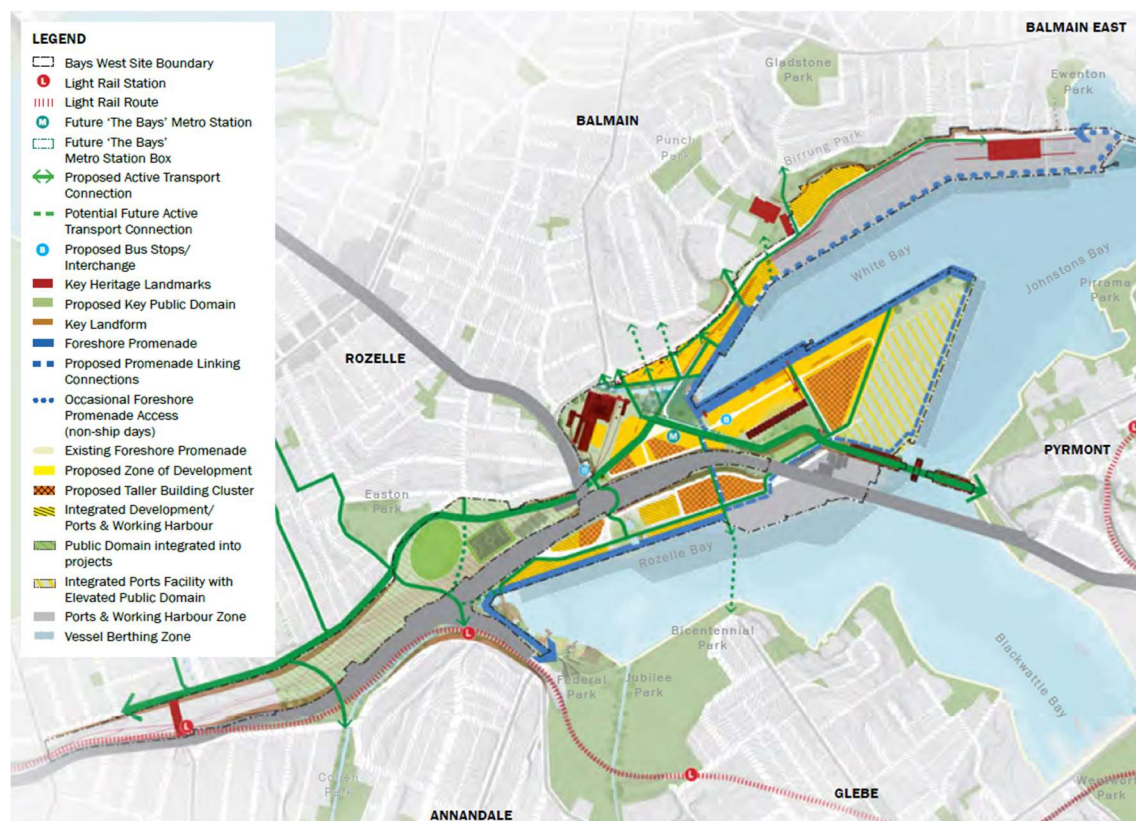 LEGEND
Bays West Site Boundary
L
Light Rail Station
Light Rail Route
M
Future 'The Bays' Metro Station
Future 'The Bays'
Metro Station Box
Proposed Active Transport
Connection
Potential Future Active
Transport Connection
B
Proposed Bus Stops/
Interchange
Key Heritage Landmarks
Proposed Key Public Domain
Key Landform
Foreshore Promenade
Proposed Promenade Linking
Connections
Occasional Foreshore
Promenade Access
(non-ship days)
Existing Foreshore Promenade
Proposed Zone of Development
Proposed Taller Building Cluster
Integrated Development/
Ports & Working Harbour
Public Domain integrated into
projects
Integrated Ports Facility with
Elevated Public Domain
Ports & Working Harbour Zone
Vessel Berthing Zone
BALMAIN EAST
Gladstone
Park
Ewenton
Park
BALMAIN
Punch
Park
Birrung Park
White Bay
Johnstons Bay
Pirrama
Park
ROZELLE
B
M
B
PYRMONT
L
Easton
Park
Rozelle Bay
Bicentennial
Park
L
Federal
Park
Jubilee
Park
Blackwattle
Bay
L
L
Cohen
Park
Wentworth
Park
GLEBE
ANNANDALE